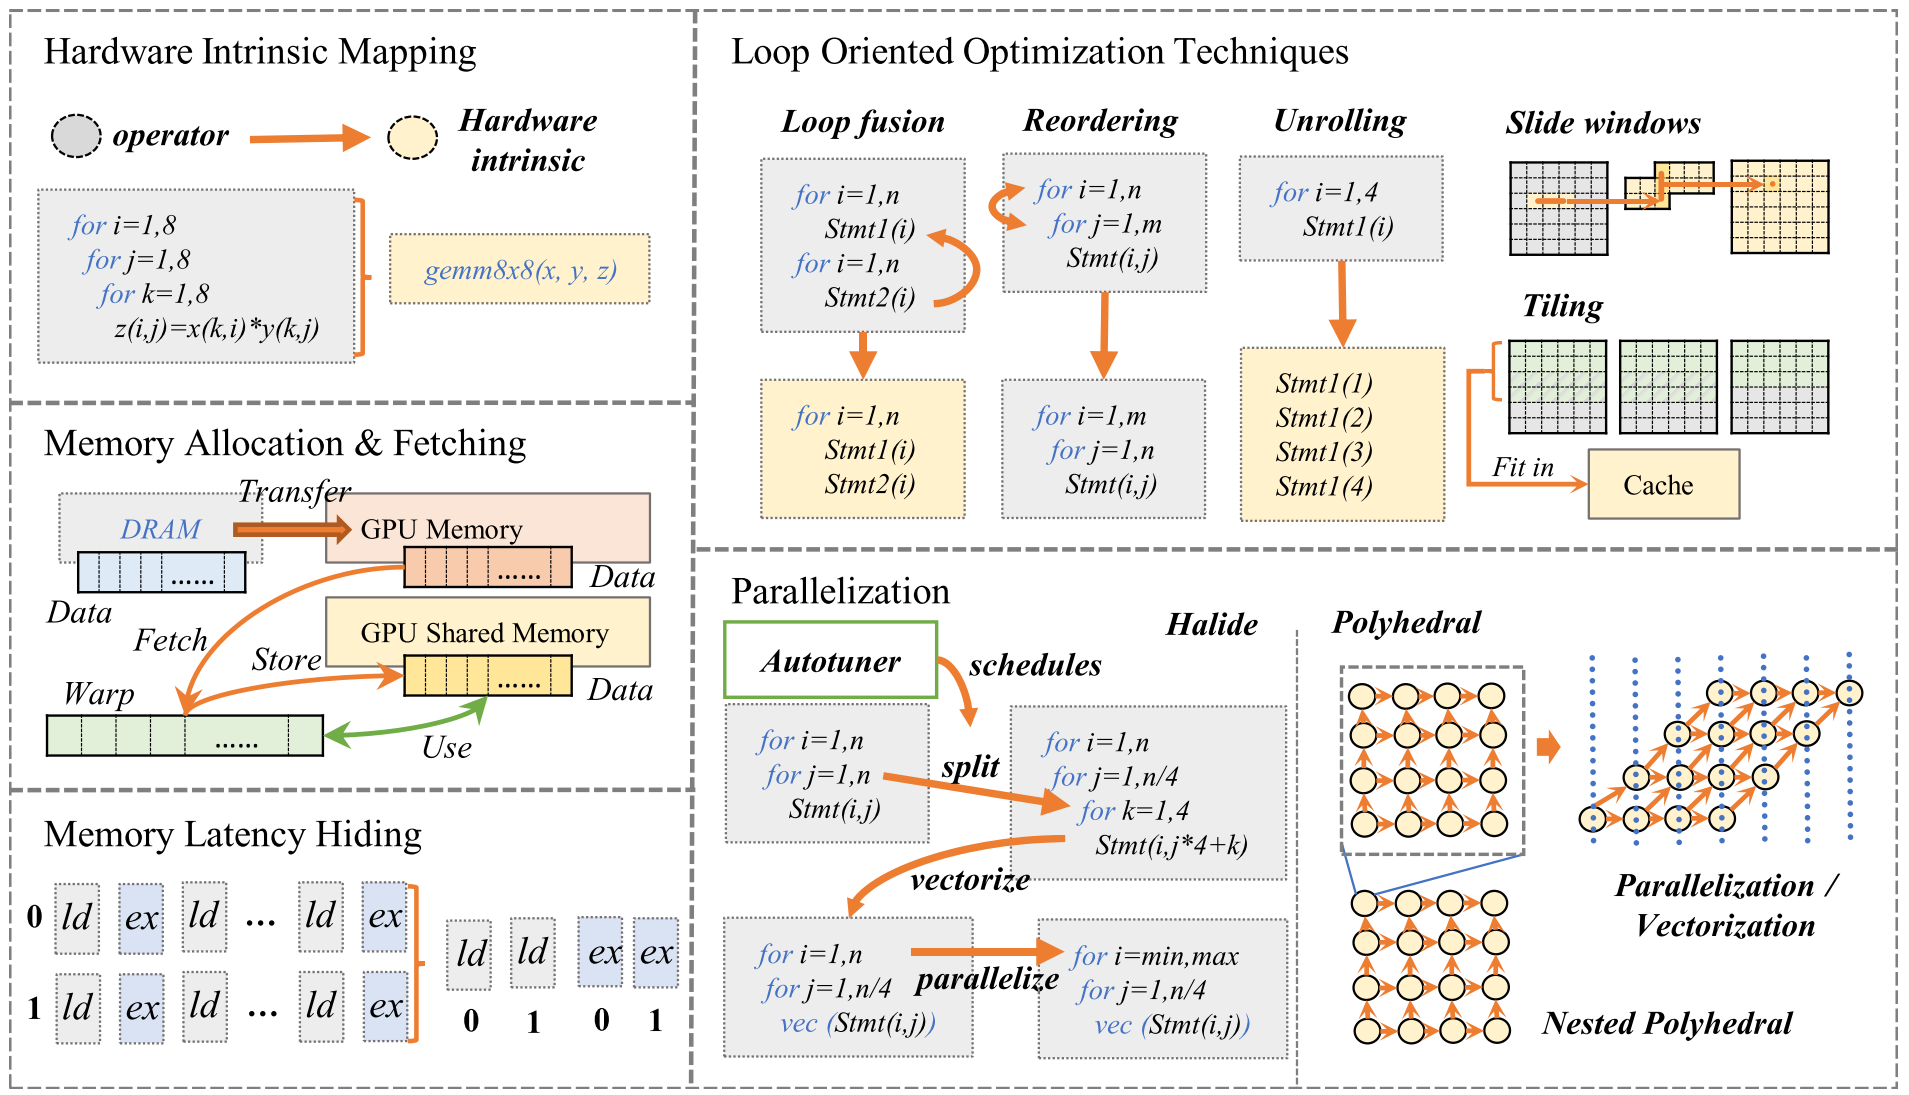 Hardware Intrinsic Mapping
operator
Hardware
intrinsic
for i=1,8
for j=1,8
for k=1,8
z(i,j)=x(k,i)*y(k,j)
gemm8x8(x, y, z)
Memory Allocation & Fetching
Transfer
DRAM
GPU Memory
......
......
Data
Data
Fetch
GPU Shared Memory
Store
......
Data
Warp
......
Use
Memory Latency Hiding
0 ld ex ld ... ld ex
1 ld ex ld ... ld ex
ld ld ex ex
0 1 0 1
Loop Oriented Optimization Techniques
Loop fusion
for i=1,n
Stmt1(i)
for i=1,n
Stmt2(i)
for i=1,n
Stmt1(i)
Stmt2(i)
Reordering
for i=1,n
for j=1,m
Stmt(i,j)
for i=1,m
for j=1,n
Stmt(i,j)
Unrolling
for i=1,4
Stmt1(i)
Stmt1(1)
Stmt1(2)
Stmt1(3)
Stmt1(4)
Slide windows
Tiling
Fit in
Cache
Parallelization
Halide
Autotuner
schedules
for i=1,n
for j=1,n
Stmt(i,j)
split
for i=1,n
for j=1,n/4
for k=1,4
Stmt(i,j*4+k)
vectorize
for i=1,n
for j=1,n/4
vec (Stmt(i,j))
parallelize
for i=min,max
for j=1,n/4
vec (Stmt(i,j))
Polyhedral
Parallelization /
Vectorization
Nested Polyhedral